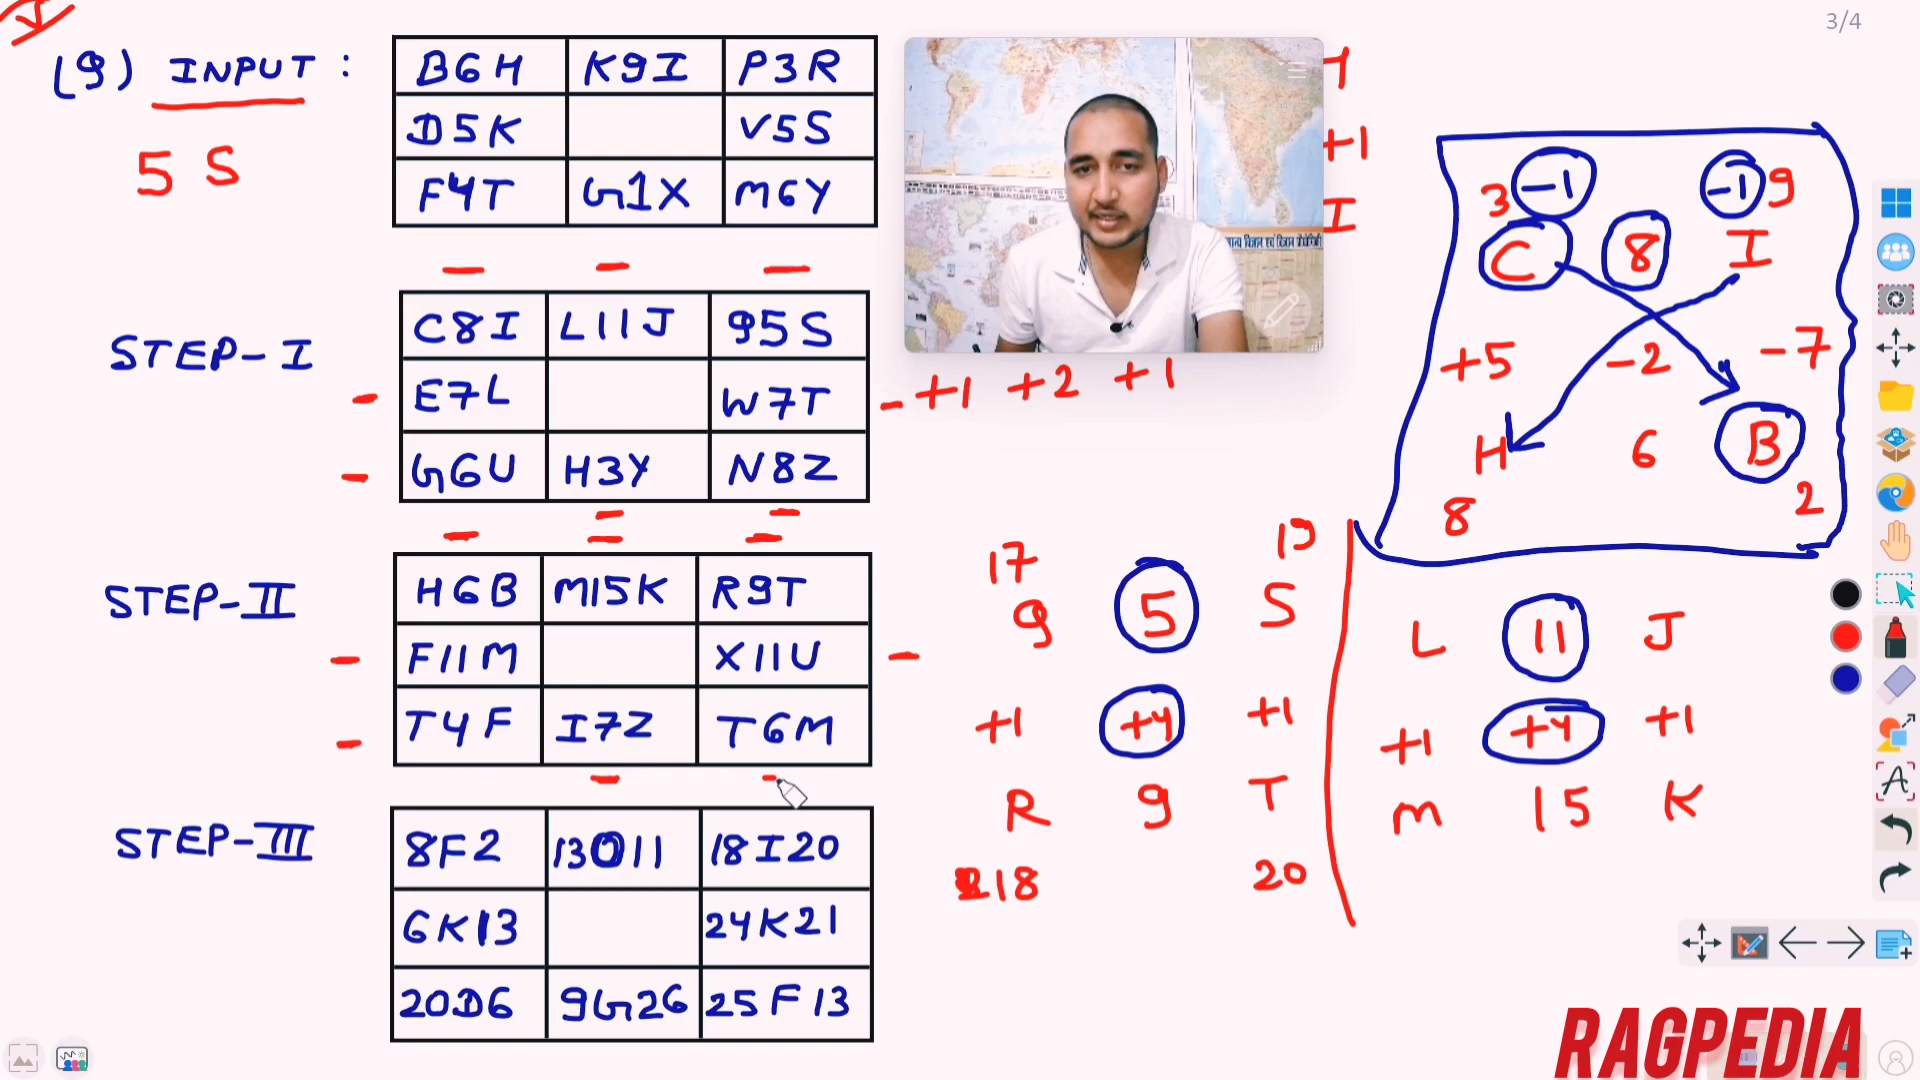 3/4
(9) INPUT :
B6H K9I P3R
D5K V5S
F4T G1X M6Y
5 S
+1
I
STEP-I
C8I L11J 95S
E7L W7T
G6U H3Y N8Z
+1 +2 +1
3 -1 -1 9
C 8 I
+5 -2 -7
H 6 B
8 2
STEP-II
H6B M15K R9T
F11M X11U
T4F I7Z T6M
17 19
9 5 S
+1 +4 +1
R 9 T
18 20
L 11 J
+1 +4 +1
M 15 K
STEP-III
8F2 13O11 18I20
6K13 24K21
20D6 9G26 25F13
RAGPEDIA